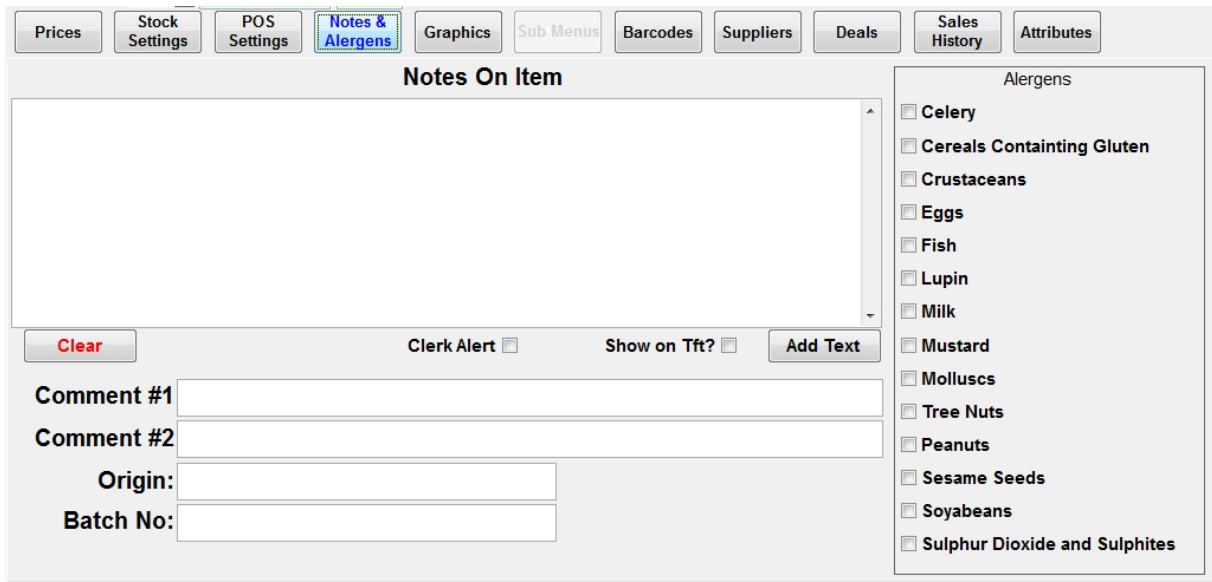 Prices
Stock
Settings
POS
Settings
Notes &
Alergens
Graphics
Sub Menus
Barcodes
Suppliers
Deals
Sales
History
Attributes
Notes On Item
Clear
Clerk Alert
Show on Tft?
Add Text
Comment #1
Comment #2
Origin:
Batch No:
Alergens
Celery
Cereals Containting Gluten
Crustaceans
Eggs
Fish
Lupin
Milk
Mustard
Molluscs
Tree Nuts
Peanuts
Sesame Seeds
Soyabeans
Sulphur Dioxide and Sulphites